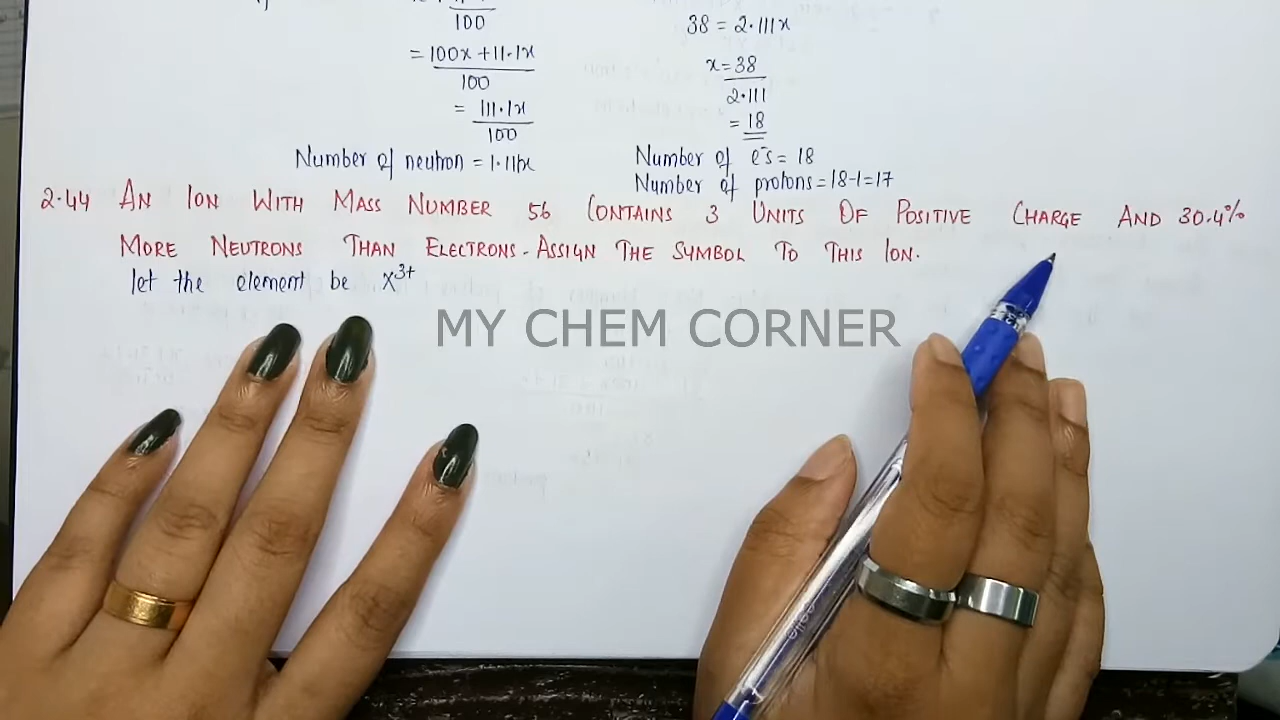 100
= 100x + 11.1x
100
= 111.1x
100
Number of neutron = 1.111x
38 = 2.111x
x = 38
2.111
= 18
Number of e⁻s = 18
Number of protons = 18-1 = 17
2.44 AN ION WITH MASS NUMBER 56 CONTAINS 3 UNITS OF POSITIVE CHARGE AND 30.4%
MORE NEUTRONS THAN ELECTRONS. ASSIGN THE SYMBOL TO THIS ION.
let the element be x³⁺
MY CHEM CORNER